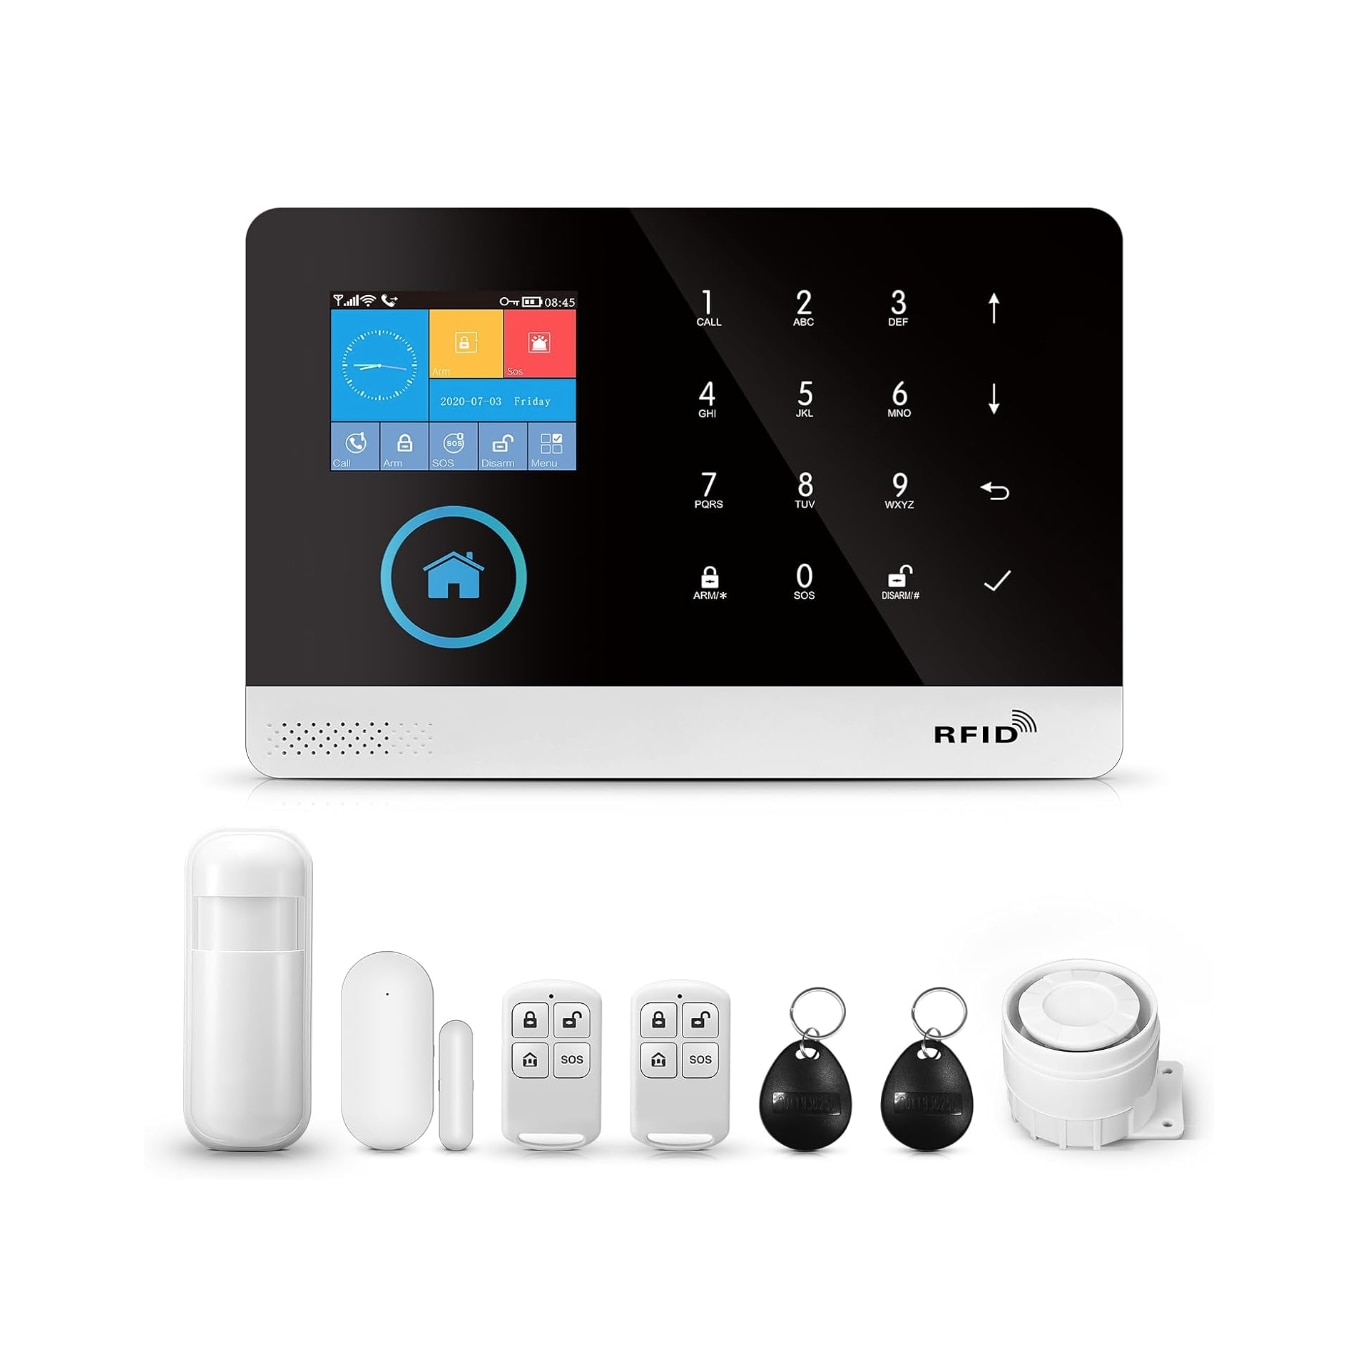 08:45
Arm
Sos
2020-07-03 Friday
Call
Arm
SOS
SOS
Disarm
Menu
1 2 3
CALL ABC DEF
4 5 6
GHI JKL MNO
7 8 9
PQRS TUV WXYZ
0
ARM/* SOS DISARM/#
RFID
SOS
SOS